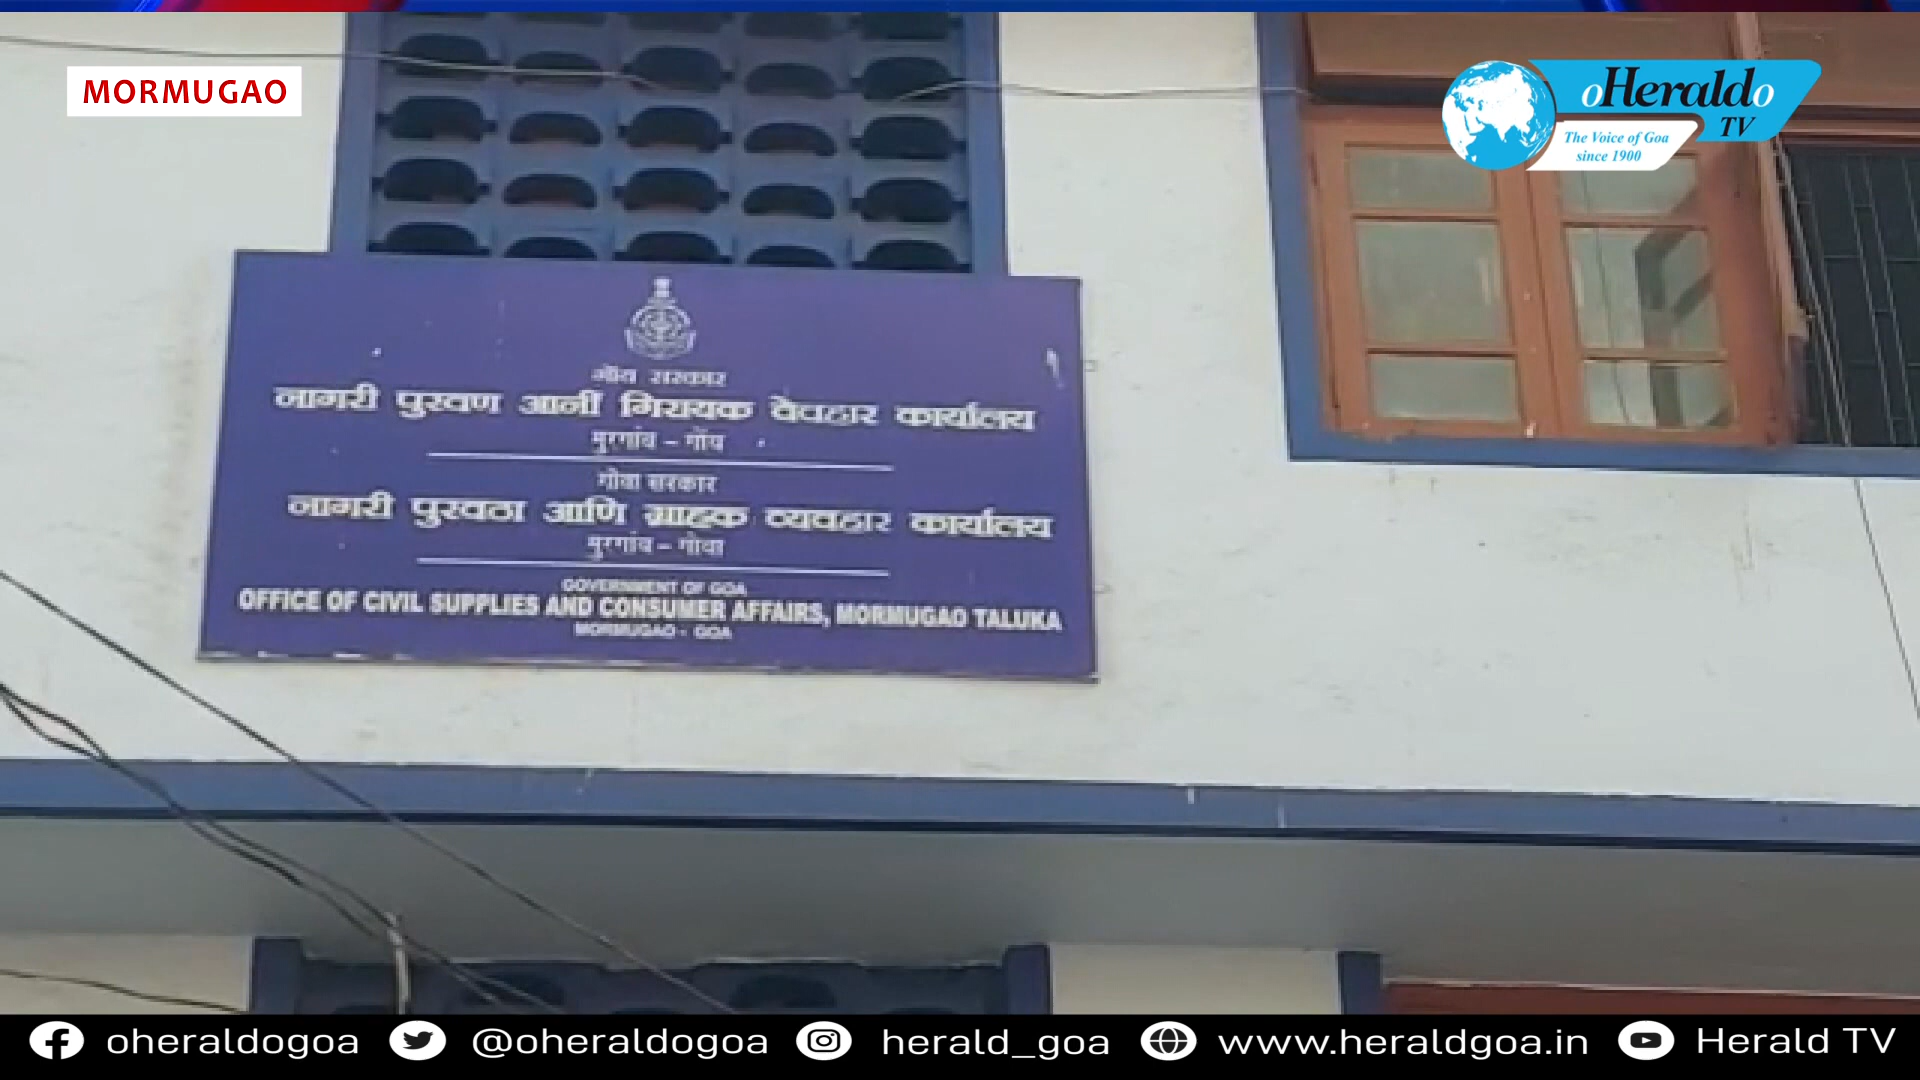 MORMUGAO
oHeraldo
TV
The Voice of Goa
since 1900
गोंय सरकार
नागरी पुरवण आनीं गिरायक वेवहार कार्यालय
मुरगांव - गोंय
गोवा सरकार
नागरी पुरवठा आणि ग्राहक व्यवहार कार्यालय
मुरगांव - गोवा
GOVERNMENT OF GOA
OFFICE OF CIVIL SUPPLIES AND CONSUMER AFFAIRS, MORMUGAO TALUKA
MORMUGAO - GOA
oheraldogoa @oheraldogoa herald_goa www.heraldgoa.in Herald TV